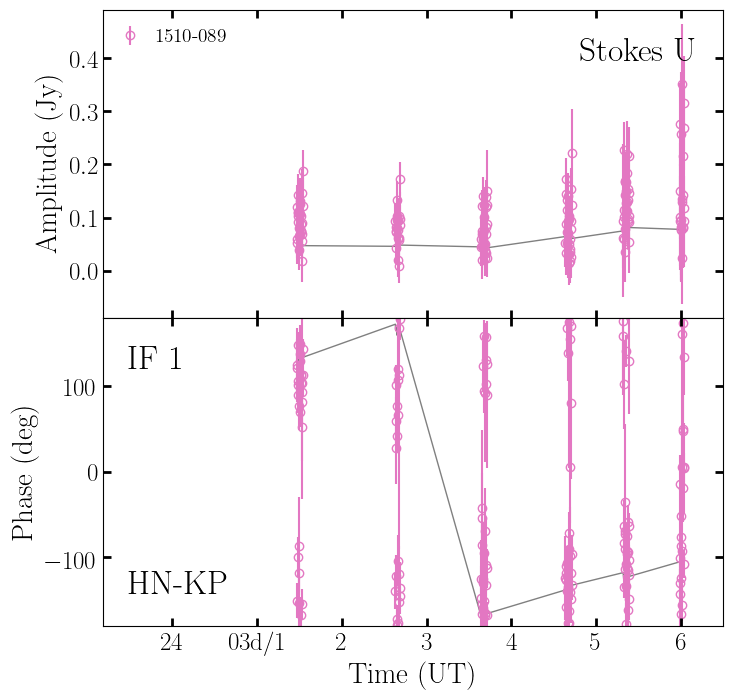 1510-089
Stokes U
Amplitude (Jy)
0.4
0.3
0.2
0.1
0.0
IF 1
HN-KP
Phase (deg)
100
0
−100
24 03d/1 2 3 4 5 6
Time (UT)